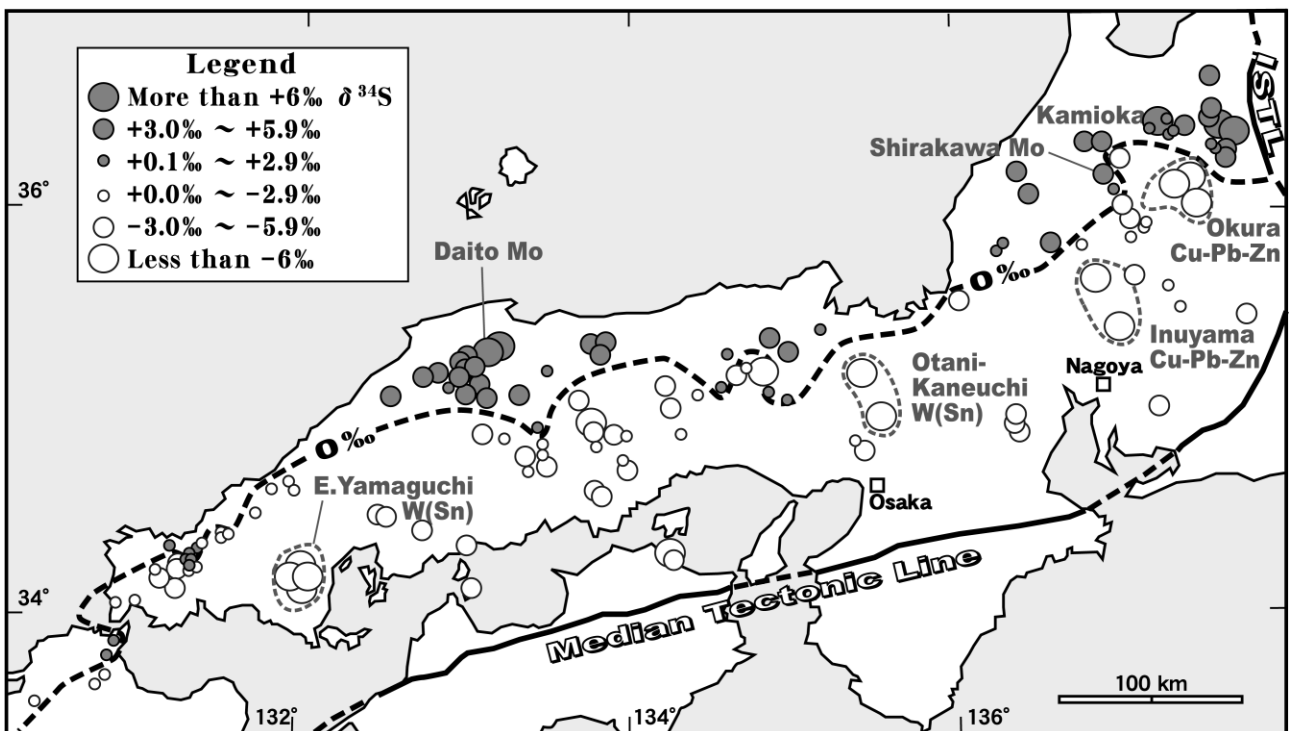 Legend
More than +6‰ δ³⁴S
+3.0‰ ~ +5.9‰
+0.1‰ ~ +2.9‰
+0.0‰ ~ −2.9‰
−3.0‰ ~ −5.9‰
Less than −6‰
ISTL
Kamioka
Shirakawa Mo
36°
Daito Mo
Okura
Cu-Pb-Zn
0‰
Inuyama
Cu-Pb-Zn
Otani-
Kaneuchi
W(Sn)
Nagoya
0‰
E.Yamaguchi
W(Sn)
Osaka
Median Tectonic Line
34°
100 km
132°
134°
136°